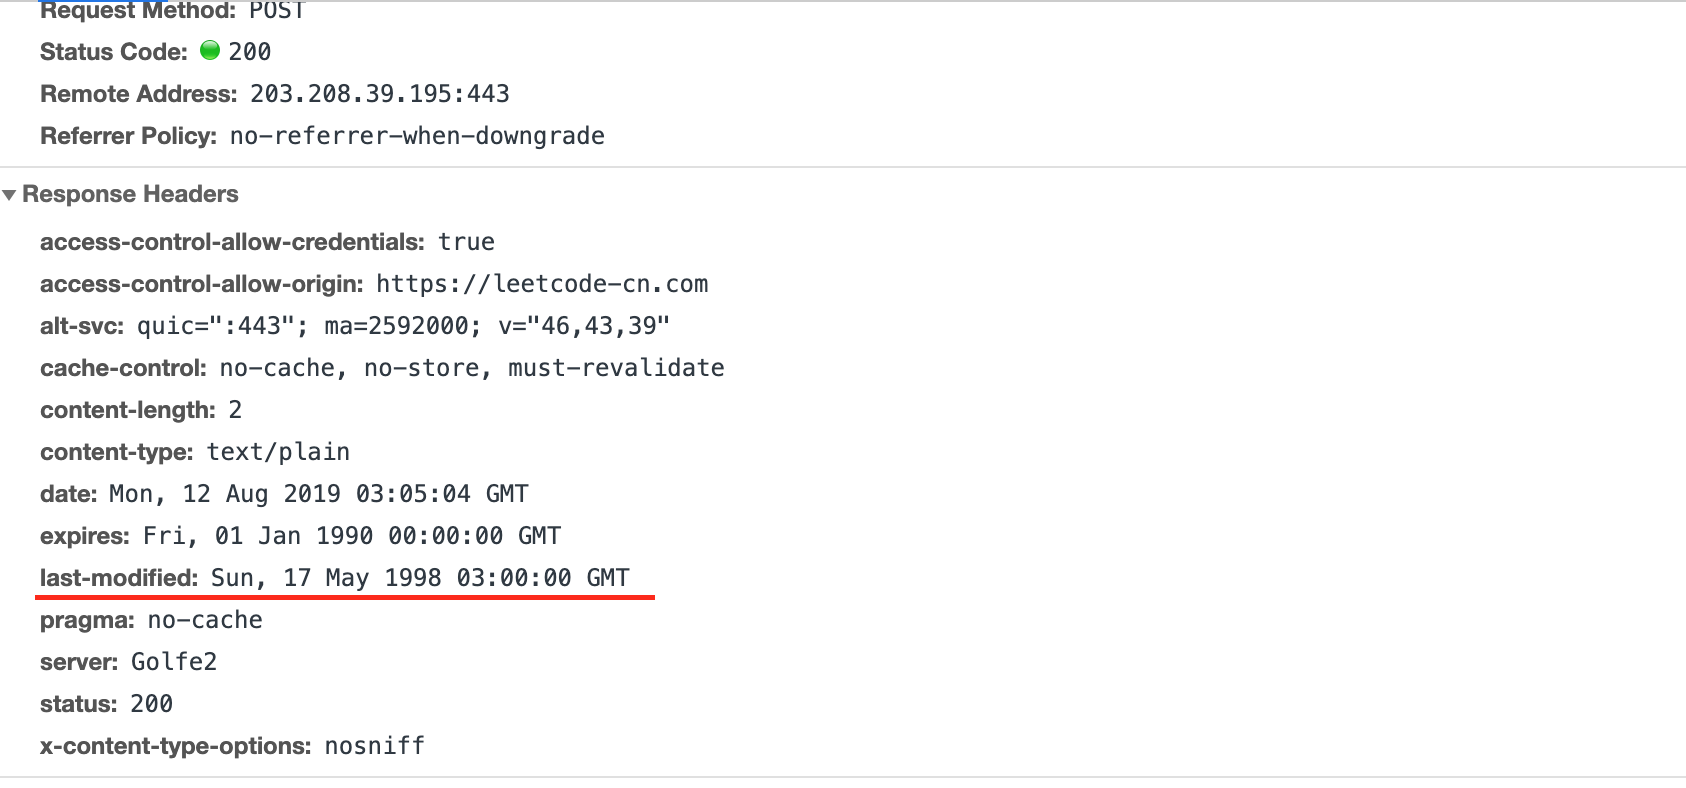 Request Method: POST
Status Code: 200
Remote Address: 203.208.39.195:443
Referrer Policy: no-referrer-when-downgrade
Response Headers
access-control-allow-credentials: true
access-control-allow-origin: https://leetcode-cn.com
alt-svc: quic=":443"; ma=2592000; v="46,43,39"
cache-control: no-cache, no-store, must-revalidate
content-length: 2
content-type: text/plain
date: Mon, 12 Aug 2019 03:05:04 GMT
expires: Fri, 01 Jan 1990 00:00:00 GMT
last-modified: Sun, 17 May 1998 03:00:00 GMT
pragma: no-cache
server: Golfe2
status: 200
x-content-type-options: nosniff